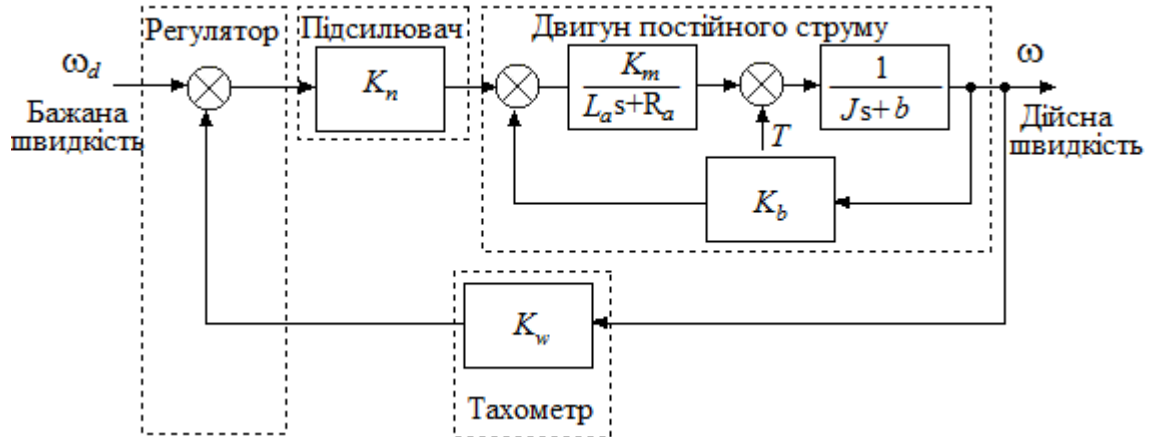 Регулятор
Підсилювач
Двигун постійного струму
ω_d
Бажана
швидкість
K_n
K_m
L_a s+R_a
1
Js+b
ω
Дійсна
швидкість
T
K_b
K_w
Тахометр